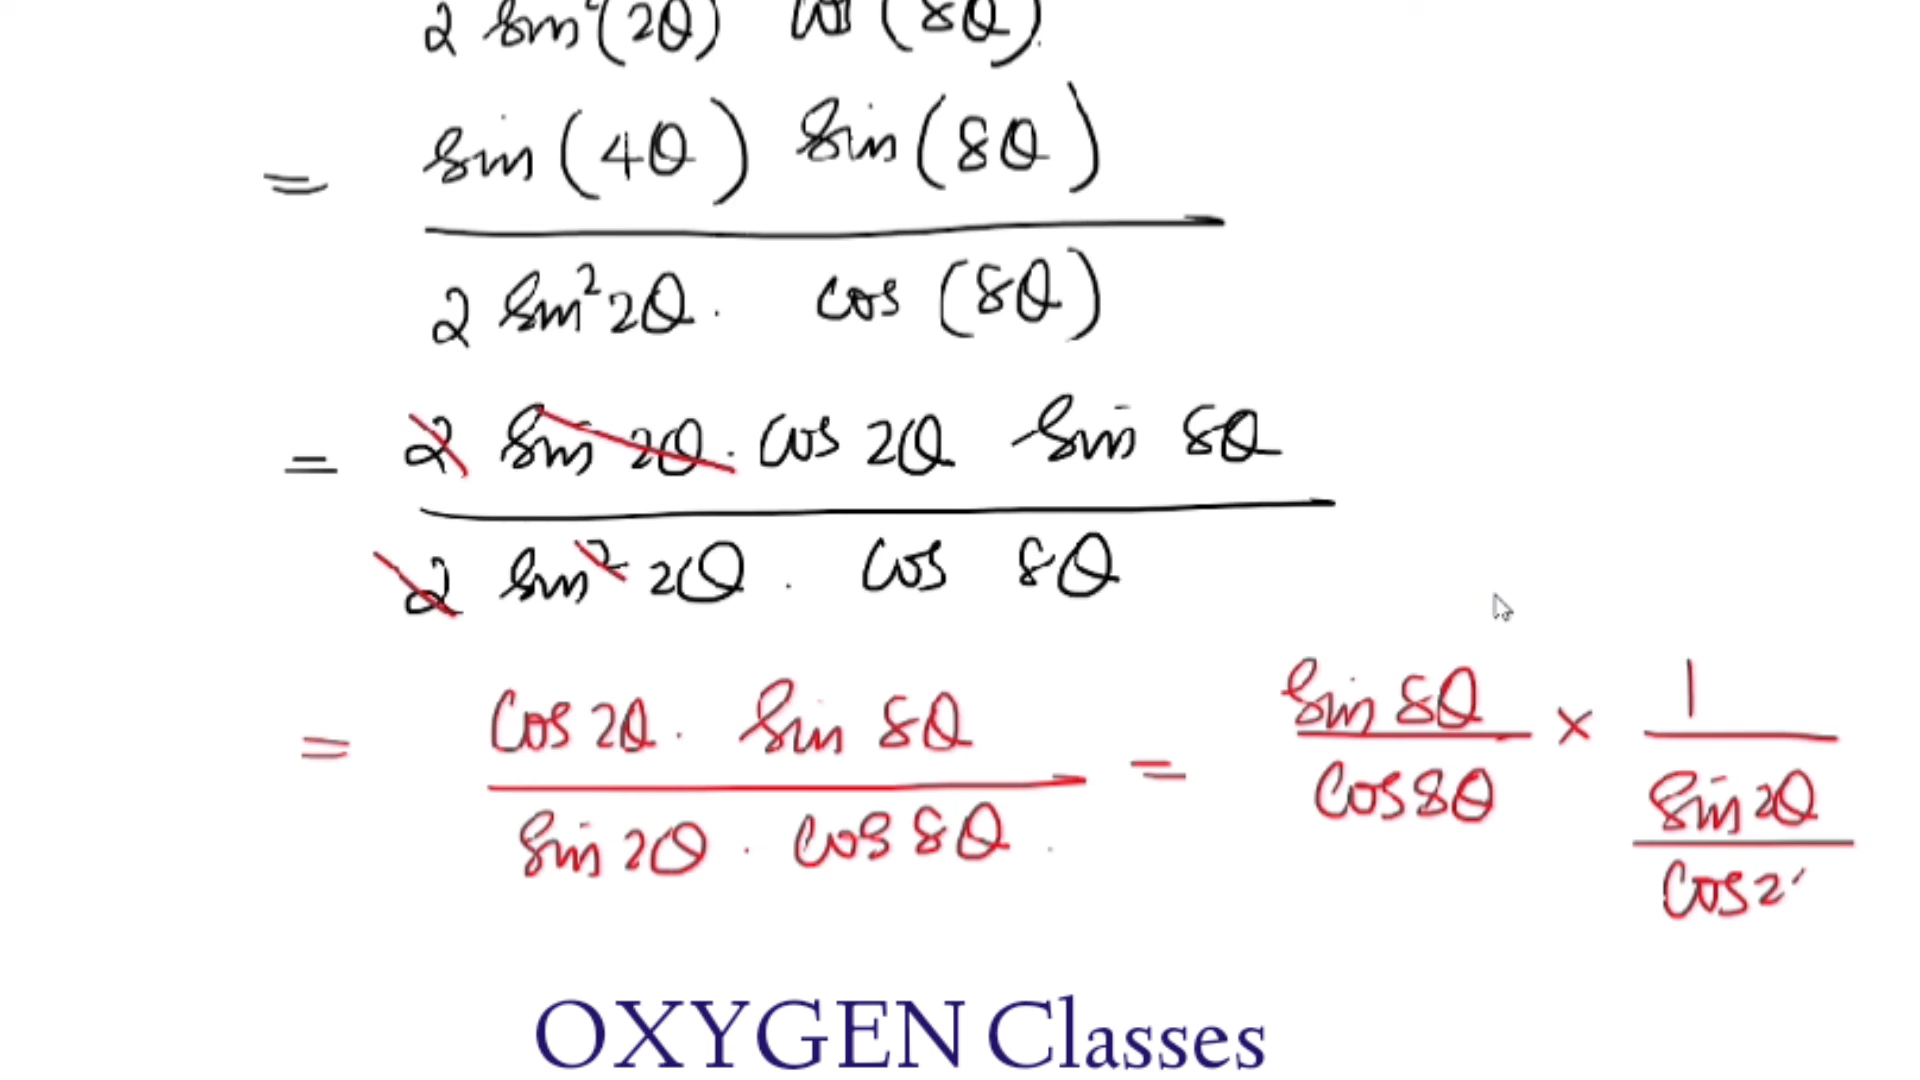 2 sin²(2θ) cos (8θ).
= sin(4θ) sin(8θ)
2 sin²2θ. cos (8θ)
= 2 sin 2θ. cos 2θ sin 8θ
2 sin² 2θ . cos 8θ
= cos 2θ. sin 8θ = sin 8θ × 1
sin 2θ . cos 8θ . cos 8θ sin 2θ
cos 2
OXYGEN Classes